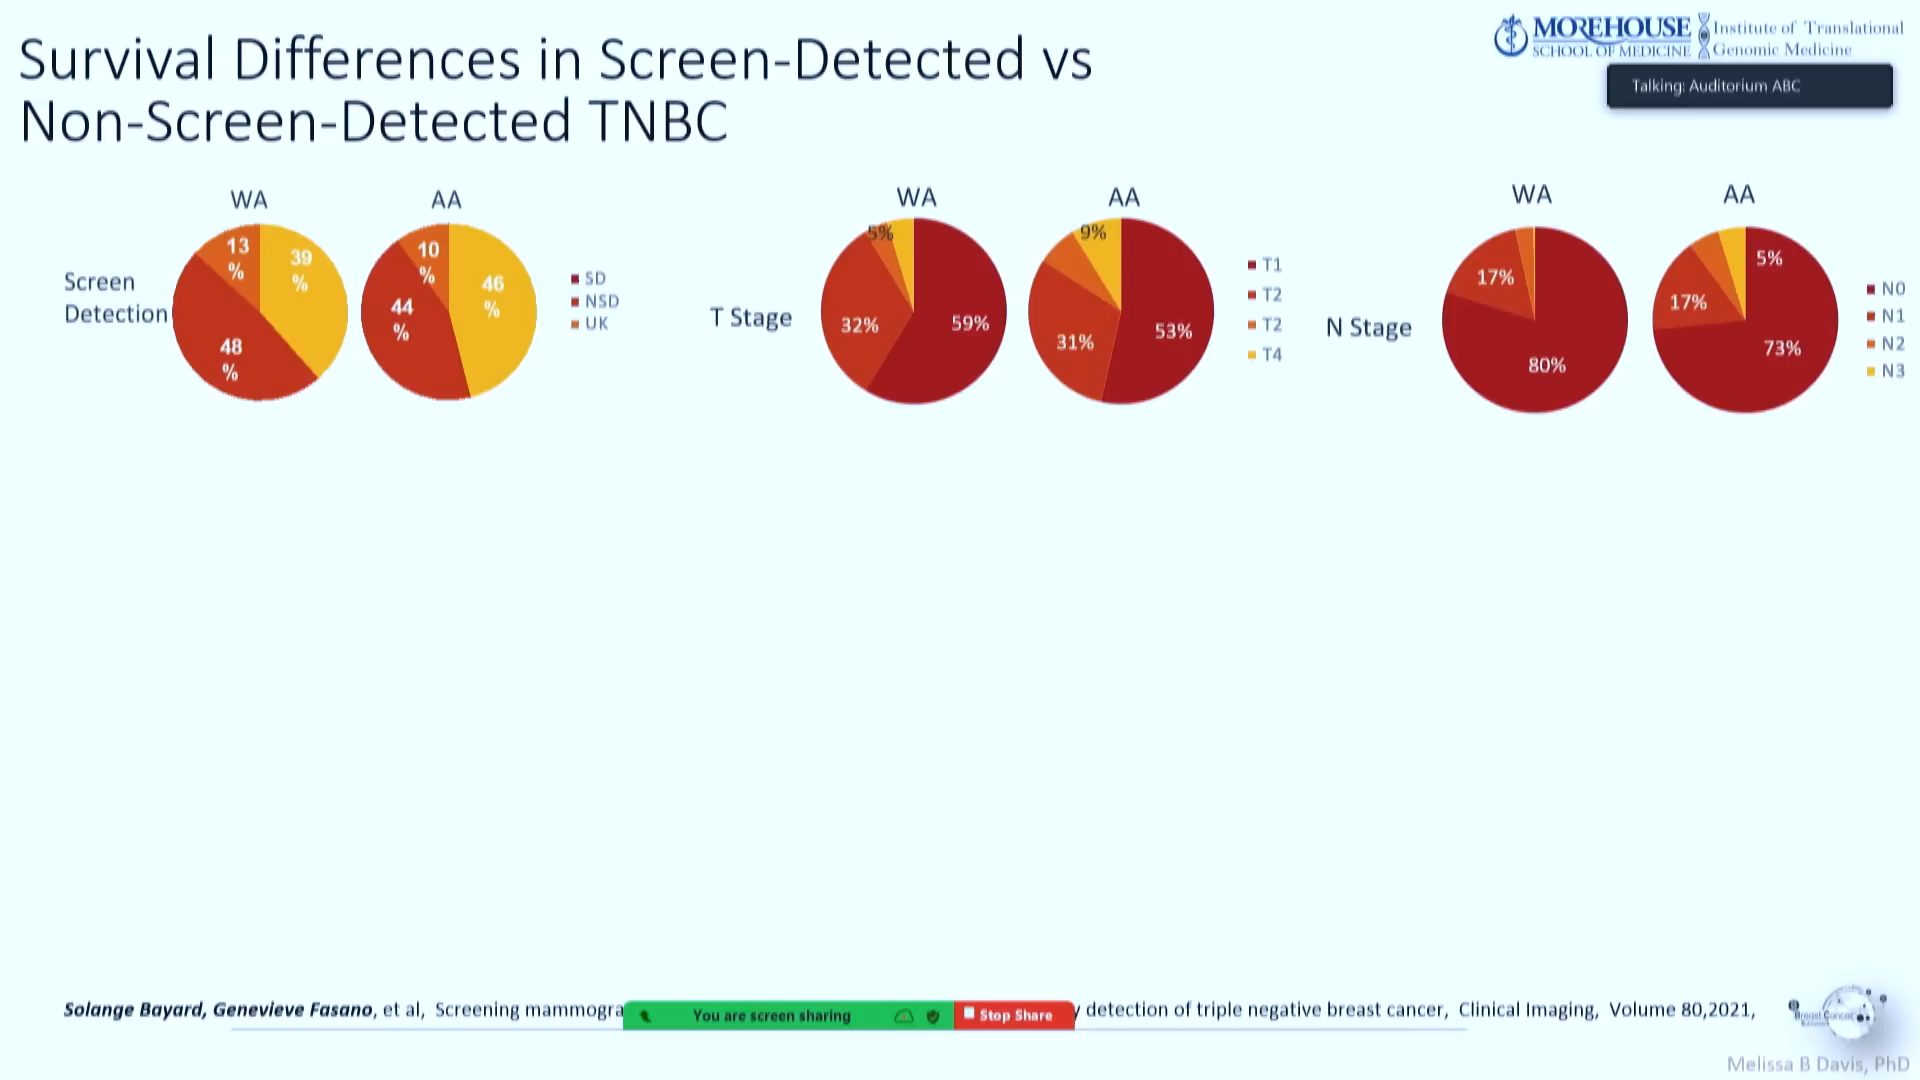 Survival Differences in Screen-Detected vs
Non-Screen-Detected TNBC
MOREHOUSE
SCHOOL OF MEDICINE
Institute of Translational
Genomic Medicine
Talking: Auditorium ABC
Screen
Detection
WA
13
%
39
%
48
%
AA
10
%
46
%
44
%
SD
NSD
UK
T Stage
WA
5%
32%
59%
AA
9%
31%
53%
T1
T2
T2
T4
N Stage
WA
17%
80%
AA
5%
17%
73%
N0
N1
N2
N3
Solange Bayard, Genevieve Fasano, et al, Screening mammogra
You are screen sharing
Stop Share
y detection of triple negative breast cancer, Clinical Imaging, Volume 80,2021,
Breast Cancer
Melissa B Davis, PhD